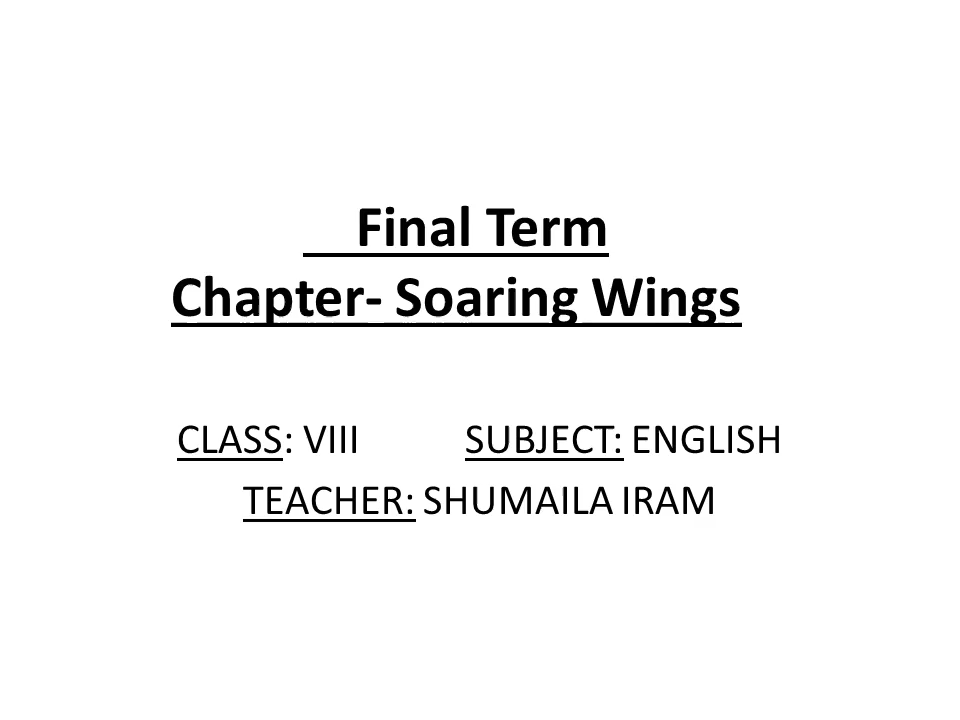 Final Term
Chapter- Soaring Wings
CLASS: VIII SUBJECT: ENGLISH
TEACHER: SHUMAILA IRAM